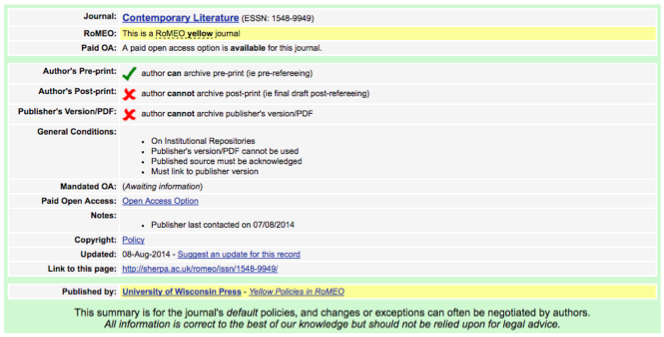 Journal: Contemporary Literature (ESSN: 1548-9949)
RoMEO: This is a RoMEO yellow journal
Paid OA: A paid open access option is available for this journal.
Author's Pre-print: author can archive pre-print (ie pre-refereeing)
Author's Post-print: author cannot archive post-print (ie final draft post-refereeing)
Publisher's Version/PDF: author cannot archive publisher's version/PDF
General Conditions:
• On Institutional Repositories
• Publisher's version/PDF cannot be used
• Published source must be acknowledged
• Must link to publisher version
Mandated OA: (Awaiting information)
Paid Open Access: Open Access Option
Notes:
• Publisher last contacted on 07/08/2014
Copyright: Policy
Updated: 08-Aug-2014 - Suggest an update for this record
Link to this page: http://sherpa.ac.uk/romeo/issn/1548-9949/
Published by: University of Wisconsin Press - Yellow Policies in RoMEO
This summary is for the journal's default policies, and changes or exceptions can often be negotiated by authors.
All information is correct to the best of our knowledge but should not be relied upon for legal advice.